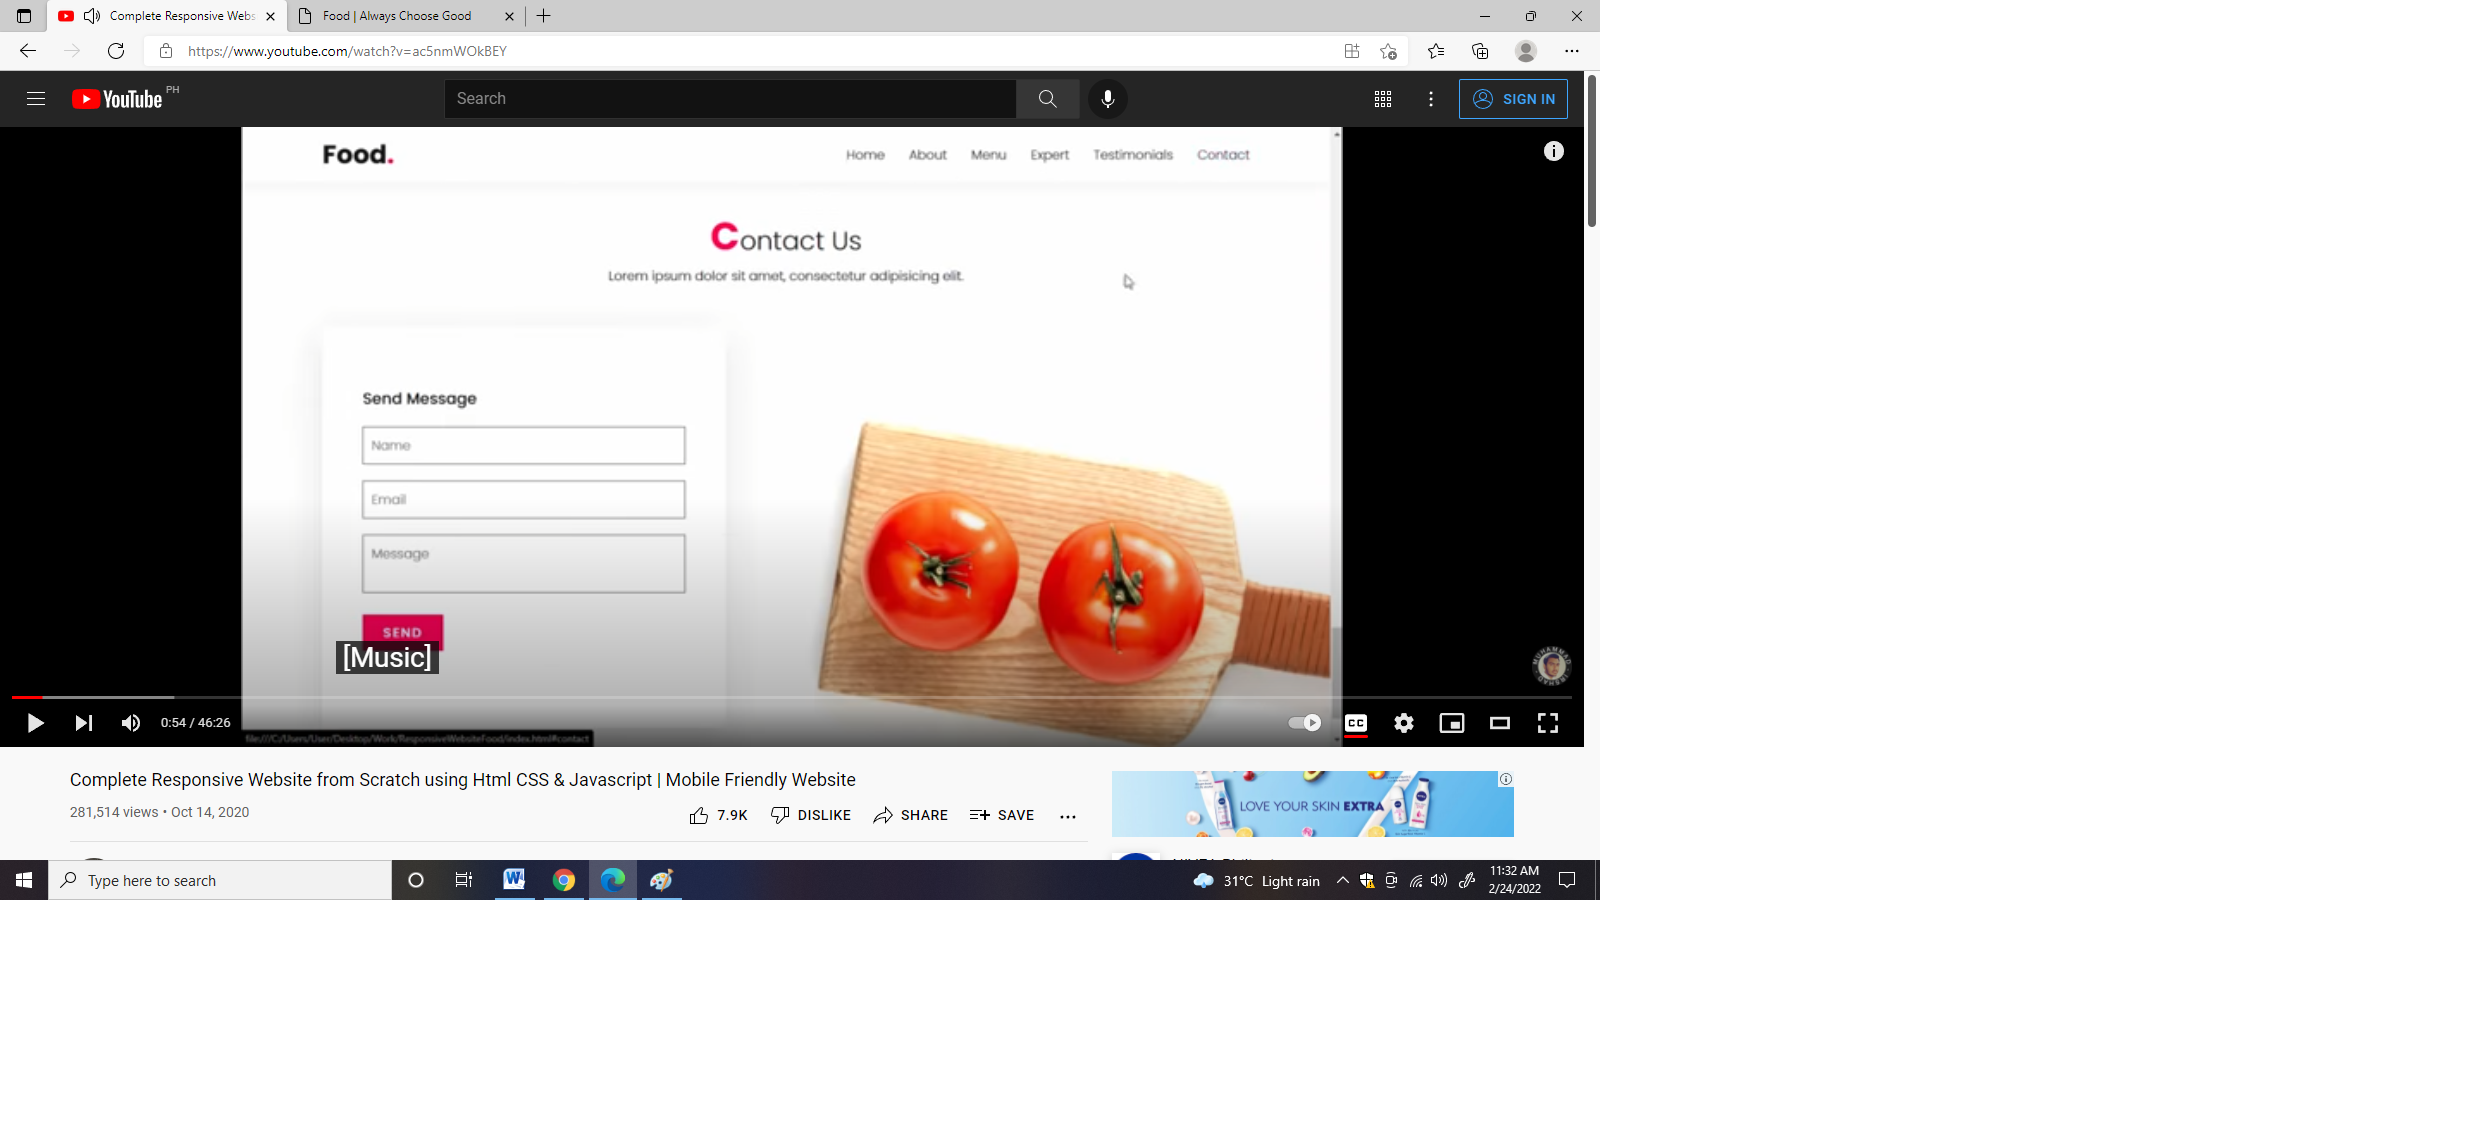 Complete Responsive Webs
Food | Always Choose Good
https://www.youtube.com/watch?v=ac5nmWOkBEY
YouTube PH
Search
SIGN IN
Food.
Home About Menu Expert Testimonials Contact
Contact Us
Lorem ipsum dolor sit amet, consectetur adipisicing elit.
Send Message
Name
Email
Message
SEND
[Music]
MUHAMMAD IRSHAD
0:54 / 46:26
CC
file:///C:/Users/User/Desktop/Work/ResponsiveWebsiteFood/index.html#contact
Complete Responsive Website from Scratch using Html CSS & Javascript | Mobile Friendly Website
281,514 views • Oct 14, 2020
7.9K DISLIKE SHARE SAVE
LOVE YOUR SKIN EXTRA
Type here to search
31°C Light rain
11:32 AM
2/24/2022